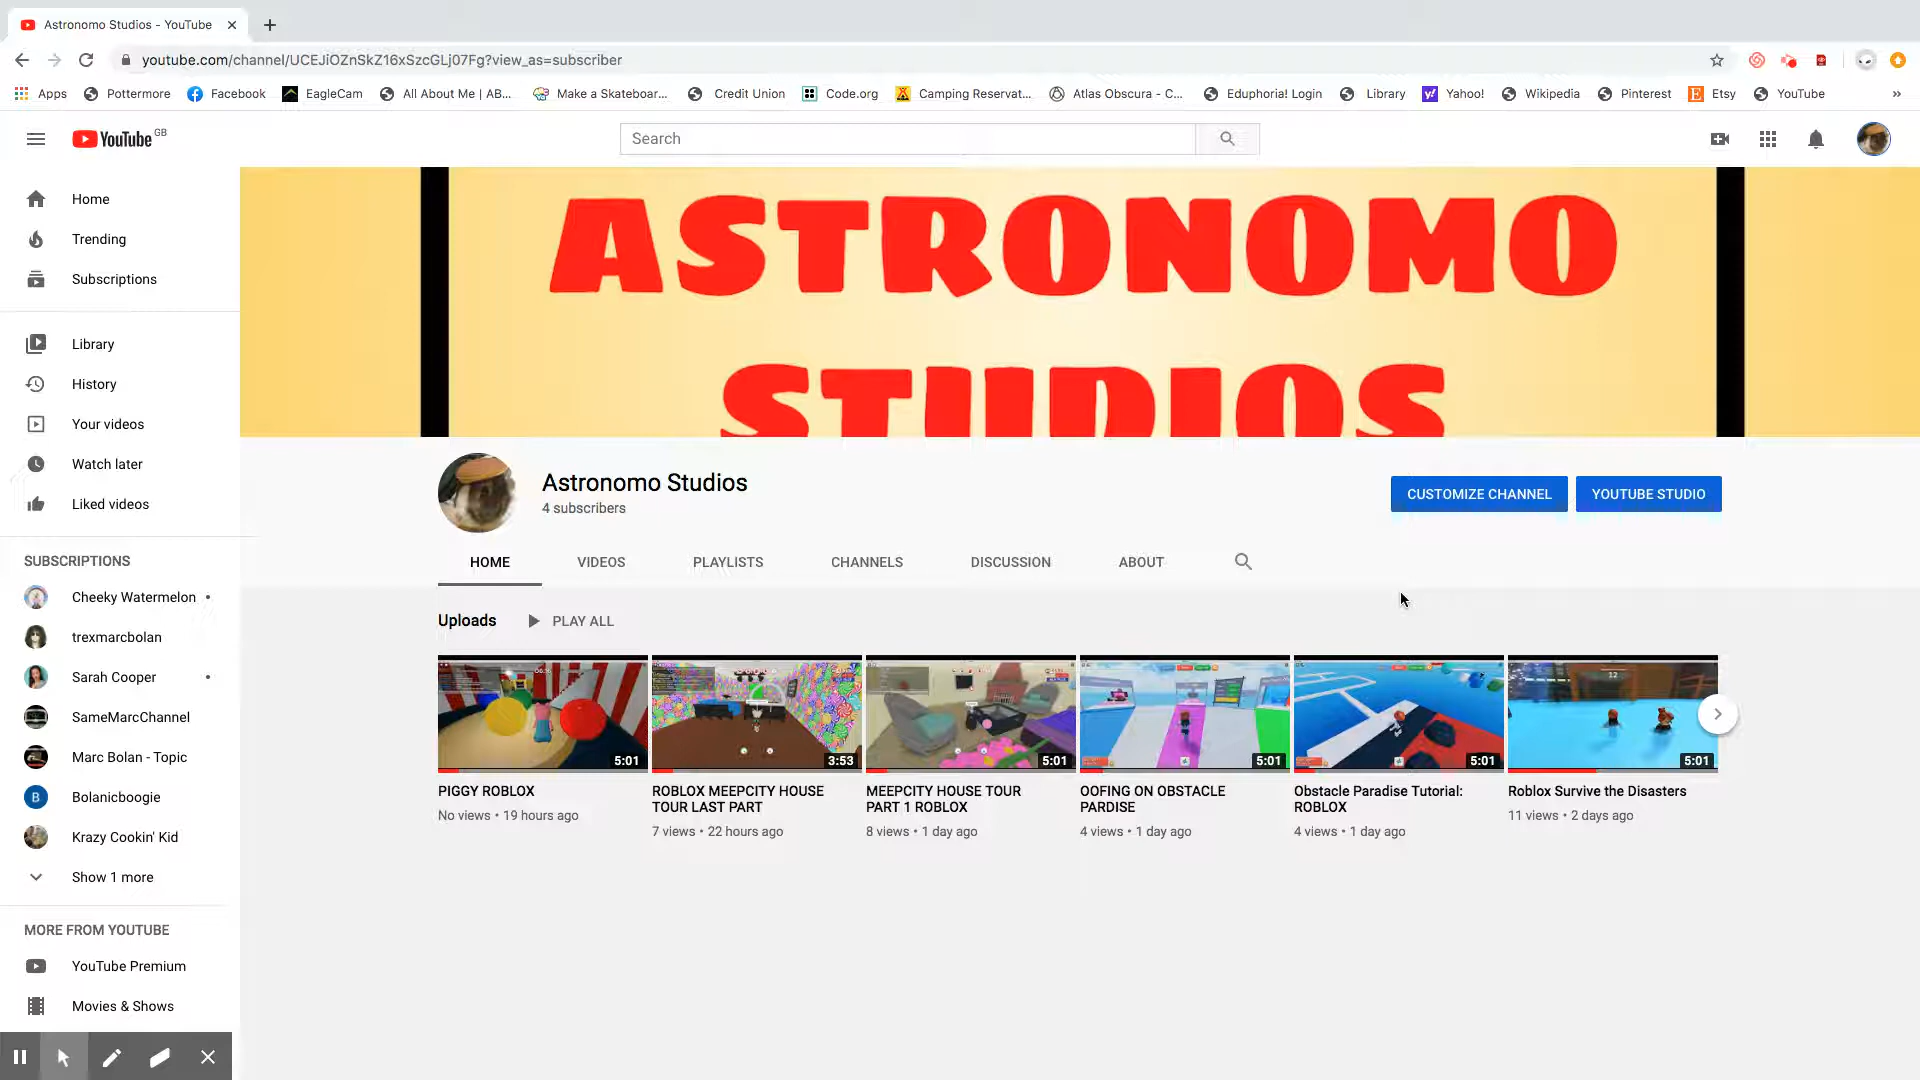 Astronomo Studios - YouTube
youtube.com/channel/UCEJiOZnSkZ16xSzcGLj07Fg?view_as=subscriber
Apps Pottermore Facebook EagleCam All About Me | AB... Make a Skateboar... Credit Union Code.org Camping Reservat... Atlas Obscura - C... Eduphoria! Login Library Yahoo! Wikipedia Pinterest Etsy YouTube »
YouTube GB
Search
Home
Trending
Subscriptions
Library
History
Your videos
Watch later
Liked videos
SUBSCRIPTIONS
Cheeky Watermelon
trexmarcbolan
Sarah Cooper
SameMarcChannel
Marc Bolan - Topic
B Bolanicboogie
Krazy Cookin' Kid
Show 1 more
MORE FROM YOUTUBE
YouTube Premium
Movies & Shows
ASTRONOMO
STUDIOS
Astronomo Studios
4 subscribers
CUSTOMIZE CHANNEL YOUTUBE STUDIO
HOME VIDEOS PLAYLISTS CHANNELS DISCUSSION ABOUT
Uploads PLAY ALL
5:01 3:53 5:01 5:01 5:01 12 5:01
PIGGY ROBLOX
No views • 19 hours ago
ROBLOX MEEPCITY HOUSE
TOUR LAST PART
7 views • 22 hours ago
MEEPCITY HOUSE TOUR
PART 1 ROBLOX
8 views • 1 day ago
OOFING ON OBSTACLE
PARDISE
4 views • 1 day ago
Obstacle Paradise Tutorial:
ROBLOX
4 views • 1 day ago
Roblox Survive the Disasters
11 views • 2 days ago